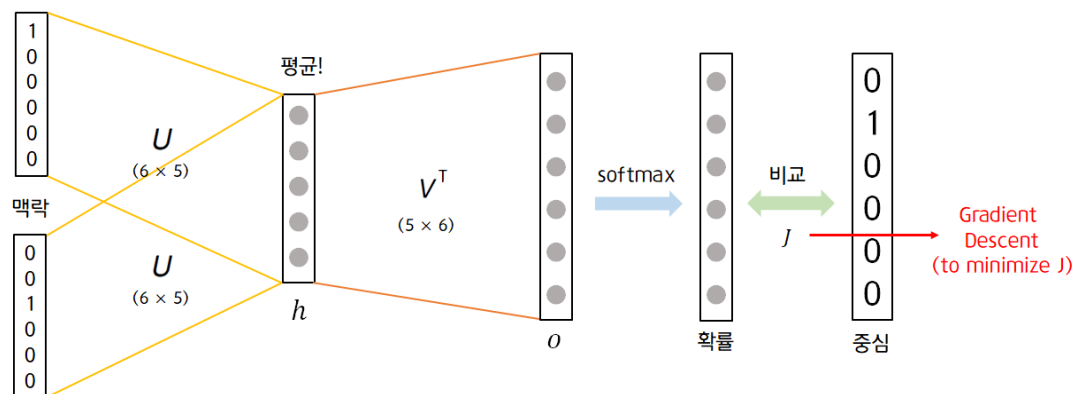 1
0
0
0
0
0
맥락
0
0
1
0
0
0
U
(6 × 5)
U
(6 × 5)
평균!
h
V^T
(5 × 6)
o
softmax
확률
비교
J
0
1
0
0
0
0
중심
Gradient
Descent
(to minimize J)